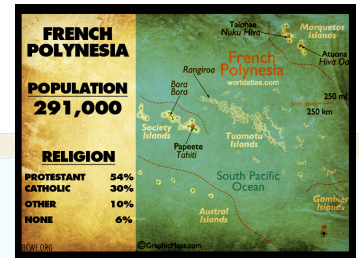 FRENCH
POLYNESIA
POPULATION
291,000
RELIGION
PROTESTANT 54%
CATHOLIC 30%
OTHER 10%
NONE 6%
BCWE.ORG
Taiohae
Nuku Hiva
Marquesas
Islands
Atuona
Hiva Oa
French
Polynesia
worldatlas.com
Rangiroa
Bora
Bora
250 mi
250 km
Society
Islands
Papeete
Tahiti
Tuamotu
Islands
South Pacific
Ocean
Gambier
Islands
Austral
Islands
©GraphicMaps.com